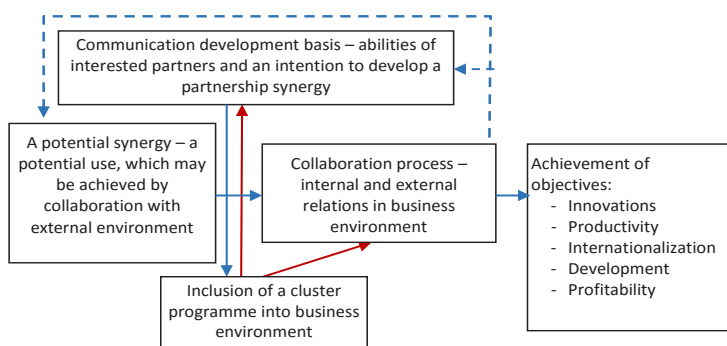 Communication development basis – abilities of
interested partners and an intention to develop a
partnership synergy
A potential synergy – a
potential use, which may
be achieved by
collaboration with
external environment
Collaboration process –
internal and external
relations in business
environment
Achievement of
objectives:
- Innovations
- Productivity
- Internationalization
- Development
- Profitability
Inclusion of a cluster
programme into business
environment